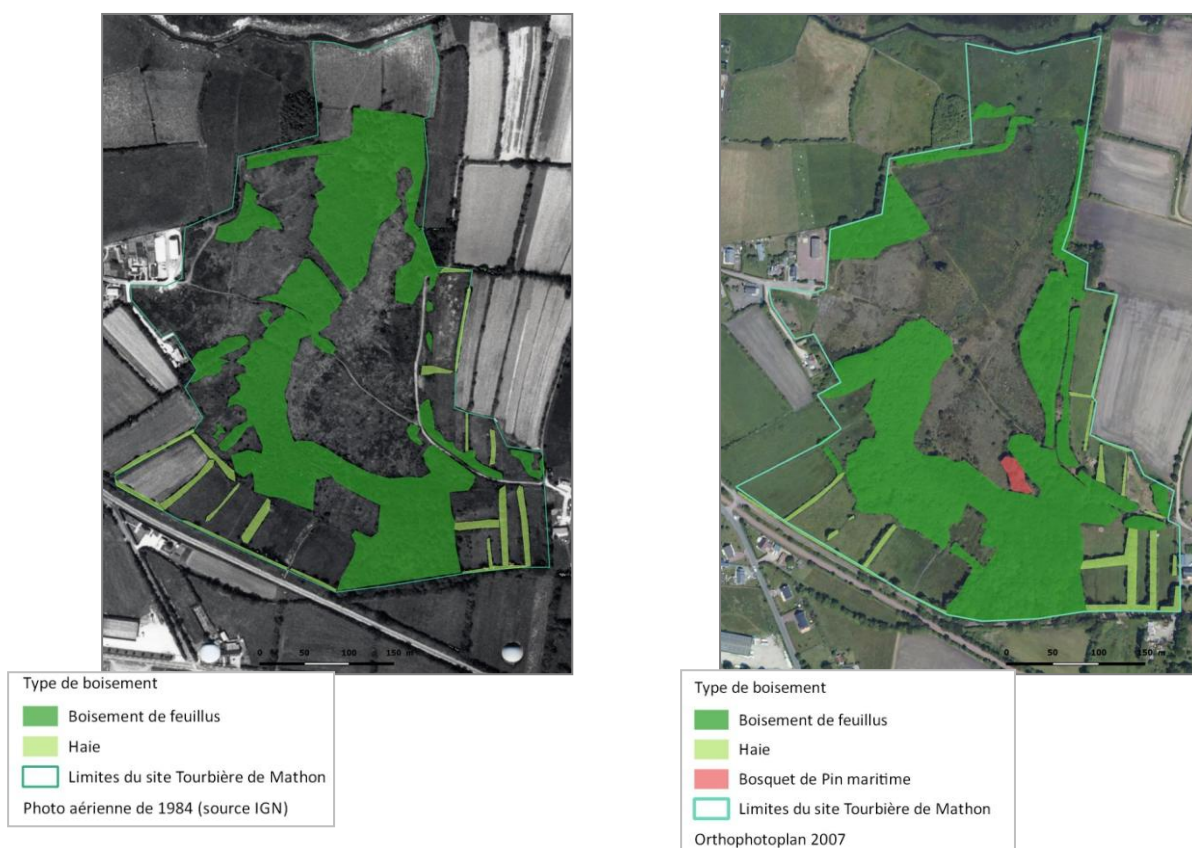 0 50 100 150 m
Type de boisement
Boisement de feuillus
Haie
Limites du site Tourbière de Mathon
Photo aérienne de 1984 (source IGN)
0 50 100 150 m
Type de boisement
Boisement de feuillus
Haie
Bosquet de Pin maritime
Limites du site Tourbière de Mathon
Orthophotoplan 2007